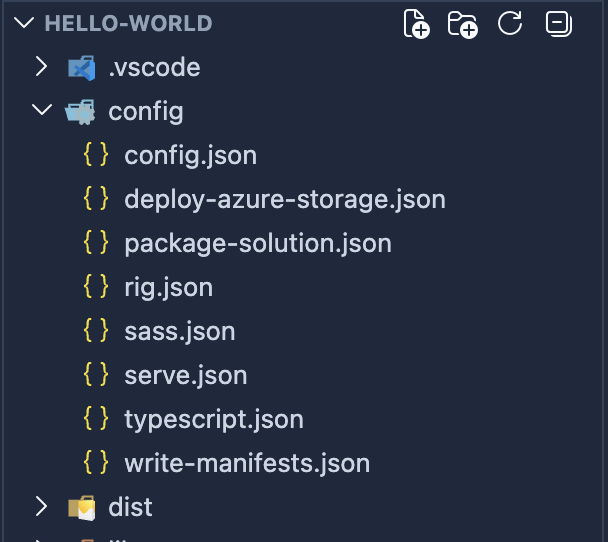 HELLO-WORLD
.vscode
config
{ } config.json
{ } deploy-azure-storage.json
{ } package-solution.json
{ } rig.json
{ } sass.json
{ } serve.json
{ } typescript.json
{ } write-manifests.json
dist